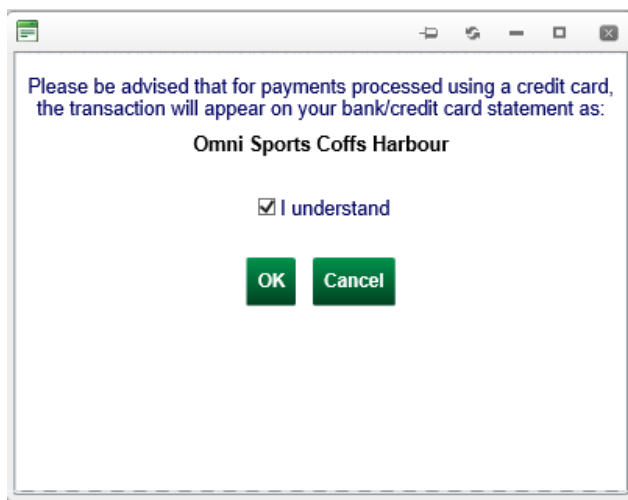 Please be advised that for payments processed using a credit card,
the transaction will appear on your bank/credit card statement as:
Omni Sports Coffs Harbour
I understand
OK Cancel